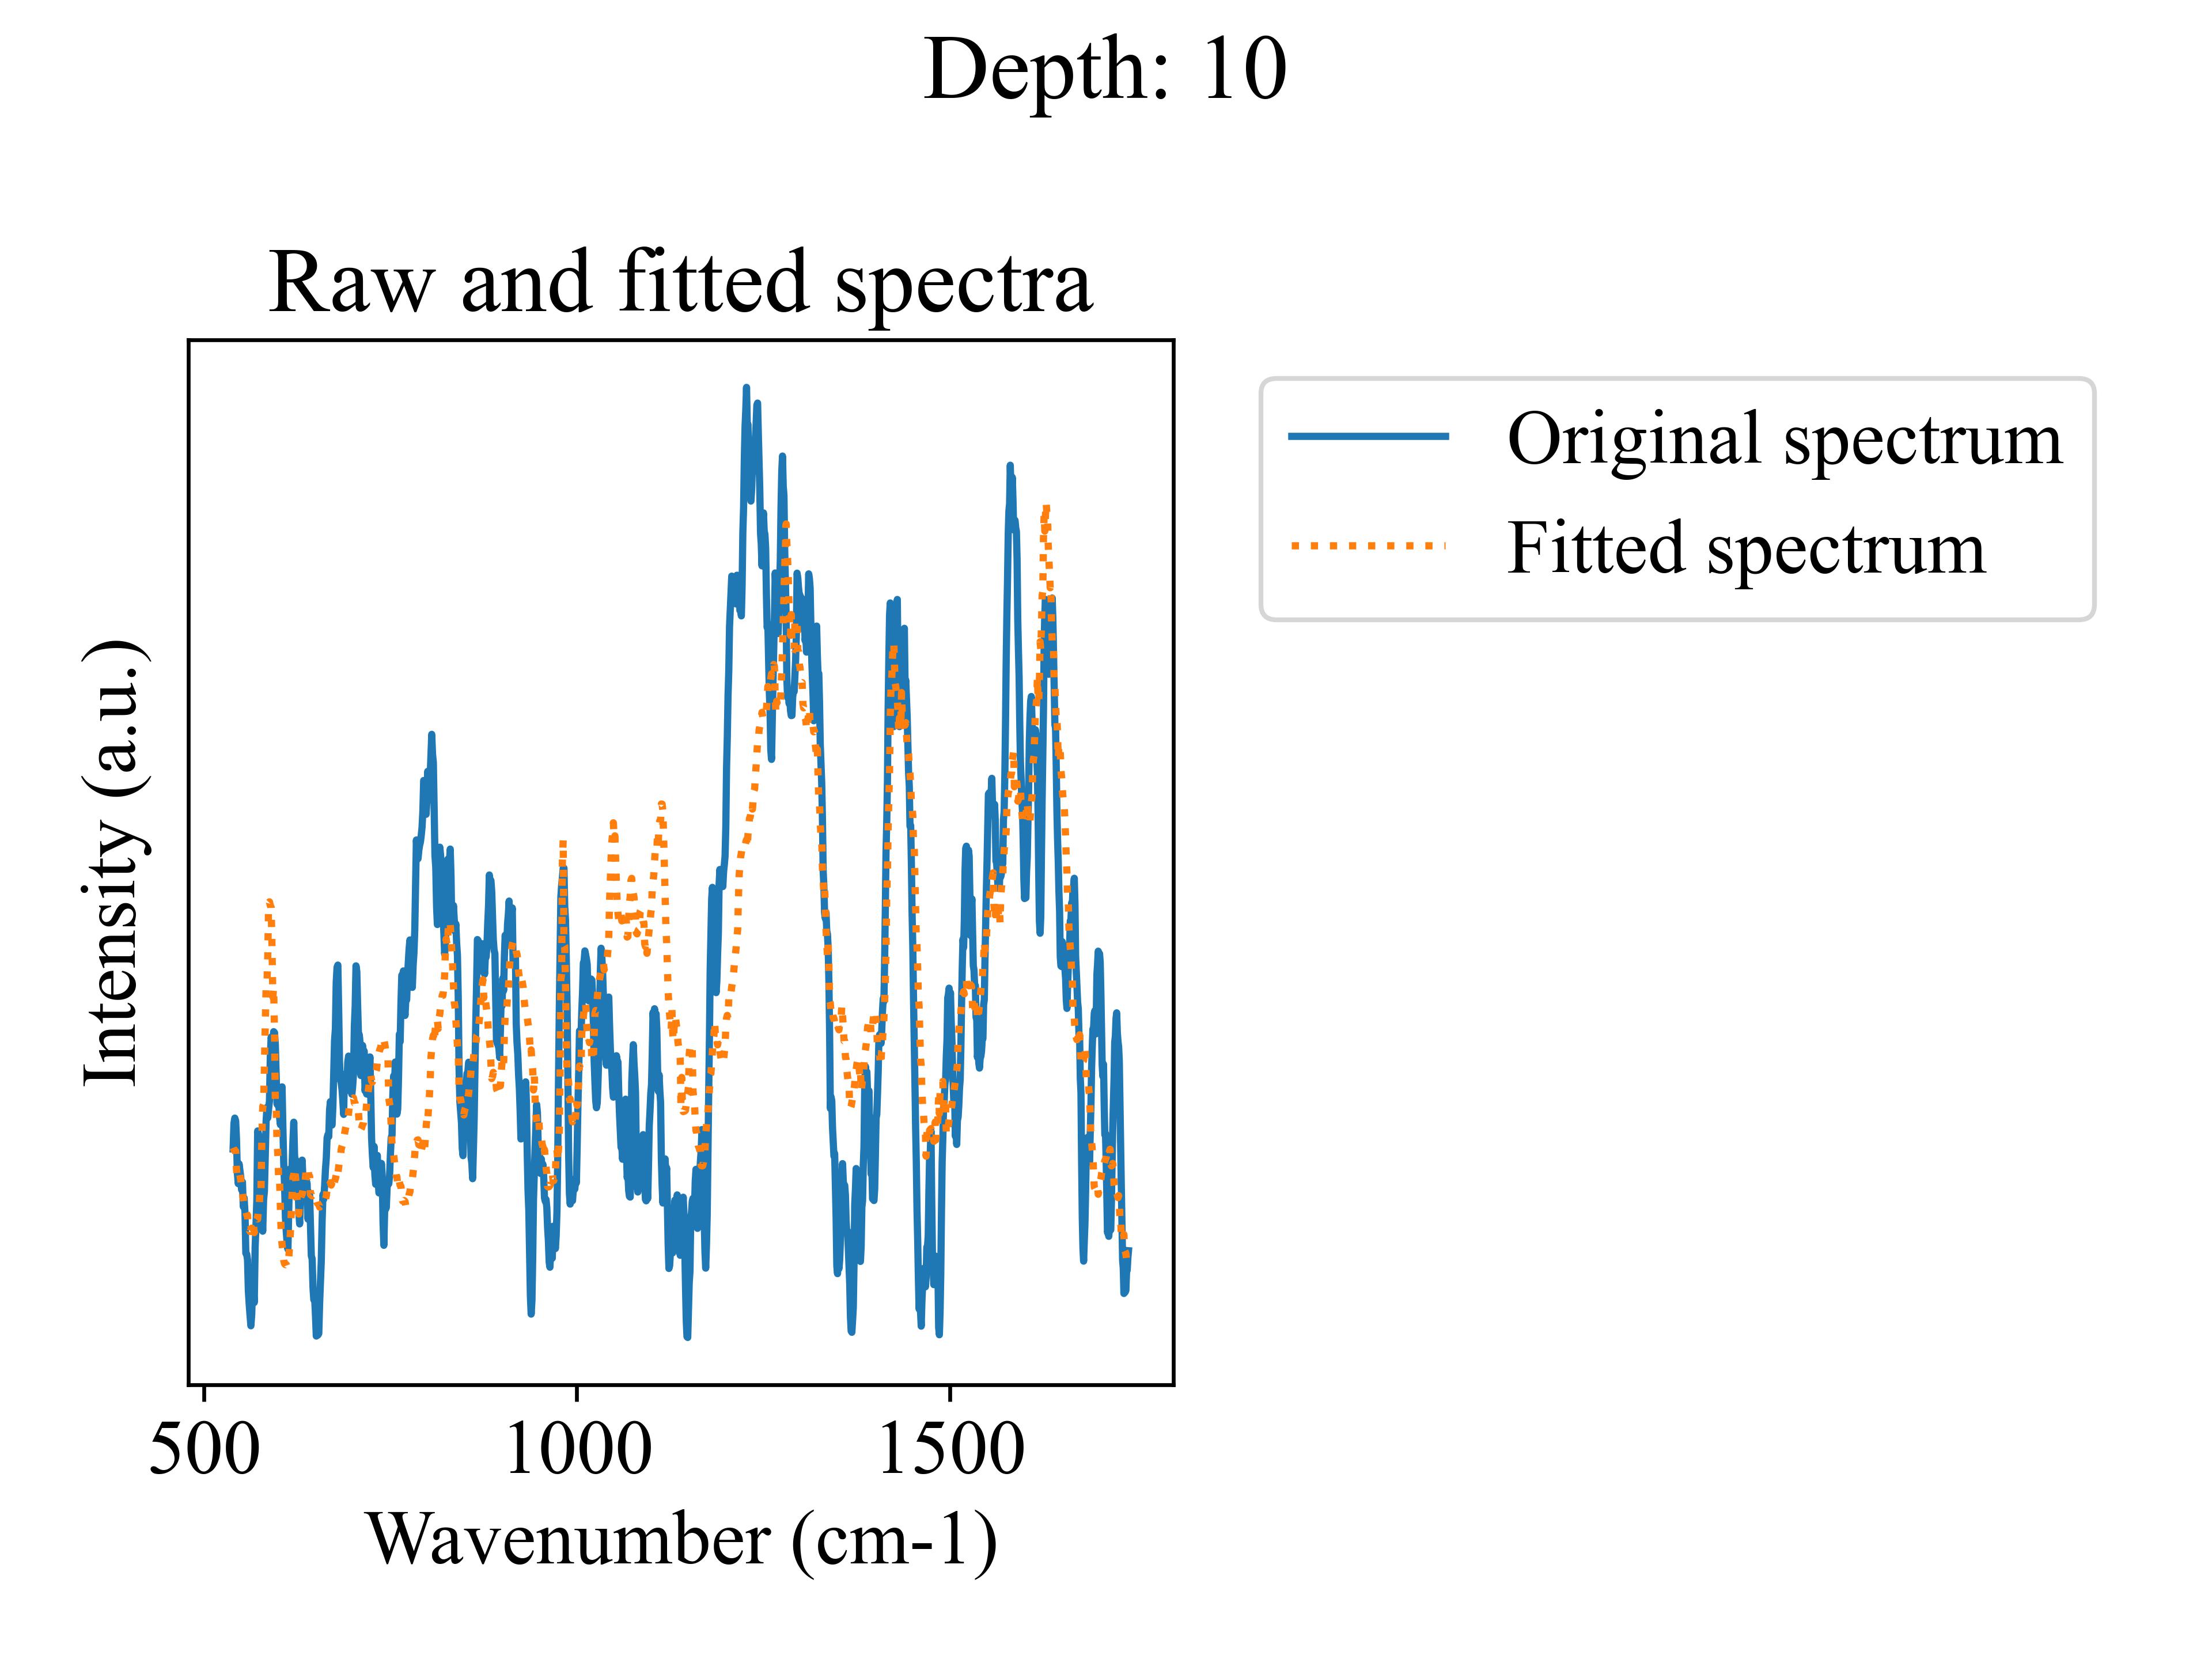 Depth: 10
Raw and fitted spectra
Original spectrum
Fitted spectrum
Intensity (a.u.)
500 1000 1500
Wavenumber (cm-1)